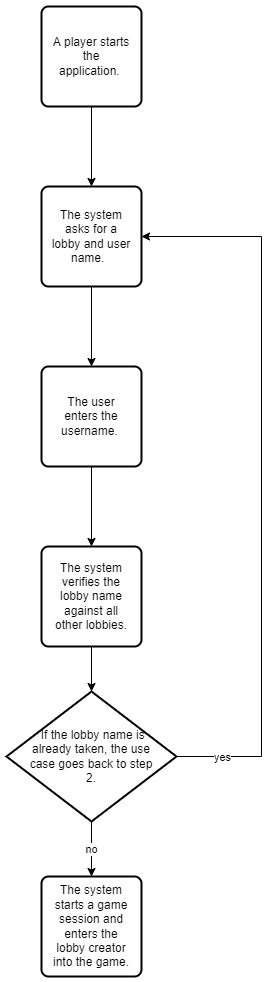 A player starts
the
application.
The system
asks for a
lobby and user
name.
The user
enters the
username.
The system
verifies the
lobby name
against all
other lobbies.
If the lobby name is
already taken, the use
case goes back to step
2.
yes
no
The system
starts a game
session and
enters the
lobby creator
into the game.